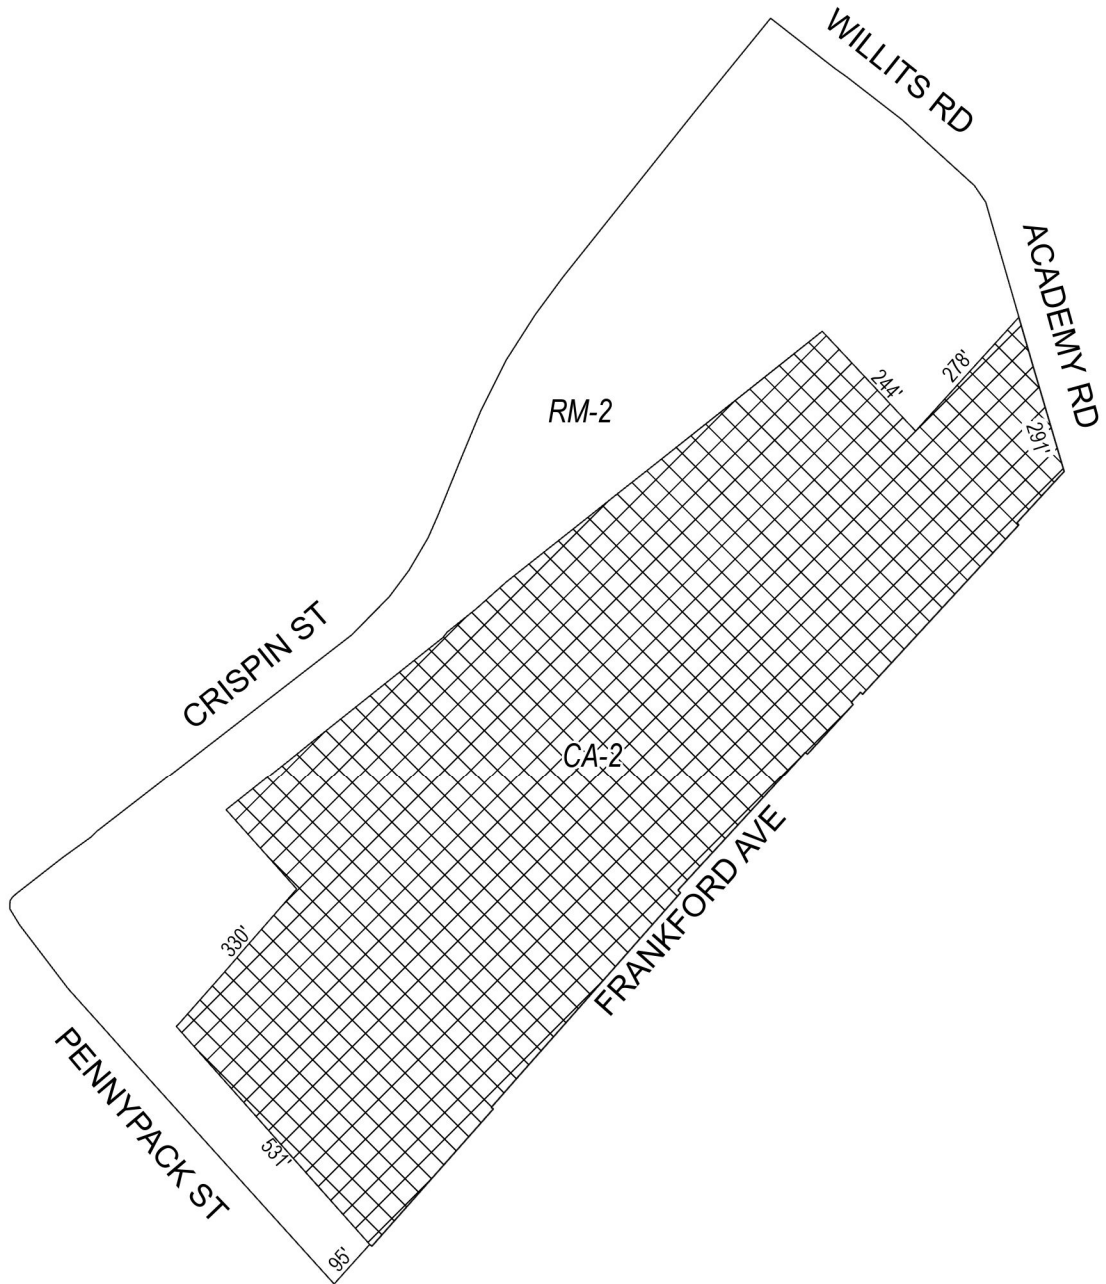 WILLITS RD
ACADEMY RD
278'
244'
RM-2
291'
CRISPIN ST
CA-2
FRANKFORD AVE
330'
PENNYPACK ST
531'
95'